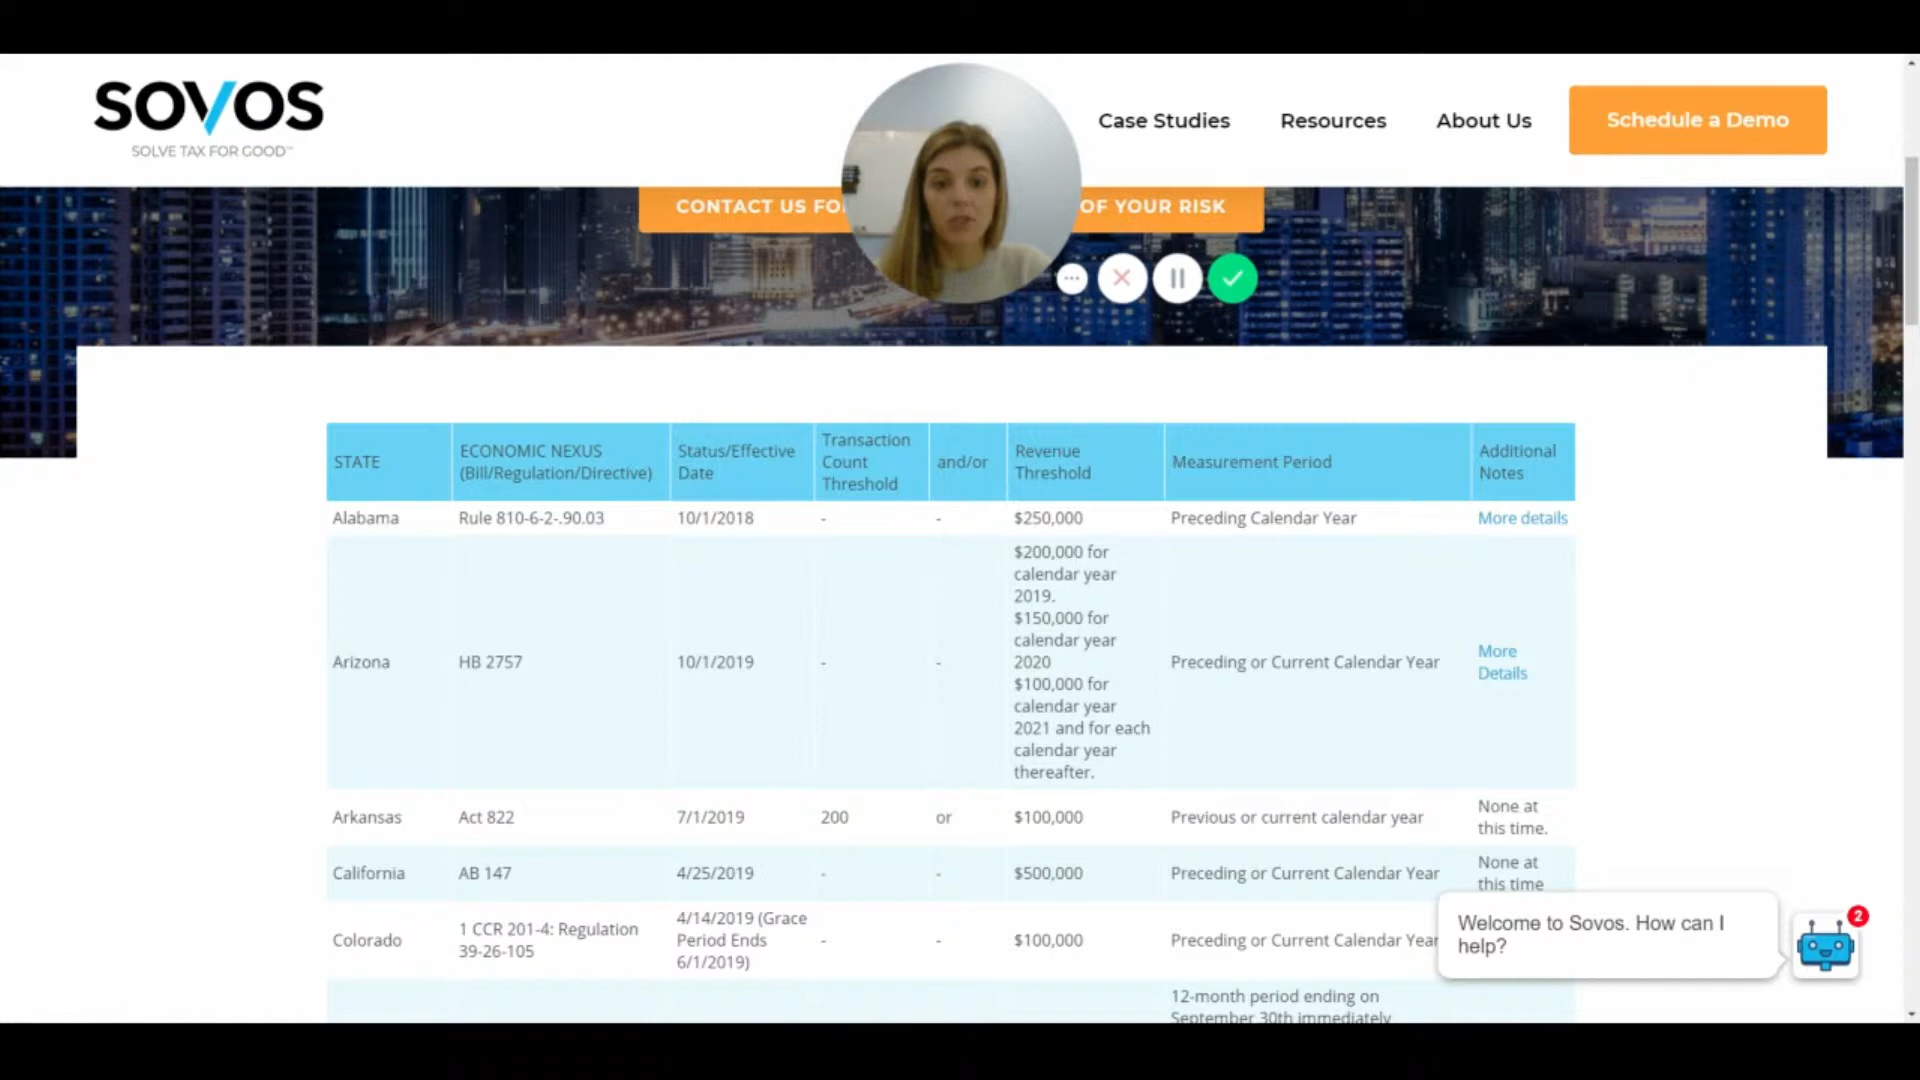 SOVOS
SOLVE TAX FOR GOOD™
Case Studies
Resources
About Us
Schedule a Demo
CONTACT US FO
OF YOUR RISK
STATE
ECONOMIC NEXUS
(Bill/Regulation/Directive)
Status/Effective
Date
Transaction
Count
Threshold
and/or
Revenue
Threshold
Measurement Period
Additional
Notes
Alabama
Rule 810-6-2-.90.03
10/1/2018
-
-
$250,000
Preceding Calendar Year
More details
Arizona
HB 2757
10/1/2019
-
-
$200,000 for
calendar year
2019.
$150,000 for
calendar year
2020
$100,000 for
calendar year
2021 and for each
calendar year
thereafter.
Preceding or Current Calendar Year
More
Details
Arkansas
Act 822
7/1/2019
200
or
$100,000
Previous or current calendar year
None at
this time.
California
AB 147
4/25/2019
-
-
$500,000
Preceding or Current Calendar Year
None at
this time
Colorado
1 CCR 201-4: Regulation
39-26-105
4/14/2019 (Grace
Period Ends
6/1/2019)
-
-
$100,000
Preceding or Current Calendar Year
12-month period ending on
September 30th immediately
Welcome to Sovos. How can I
help?
2